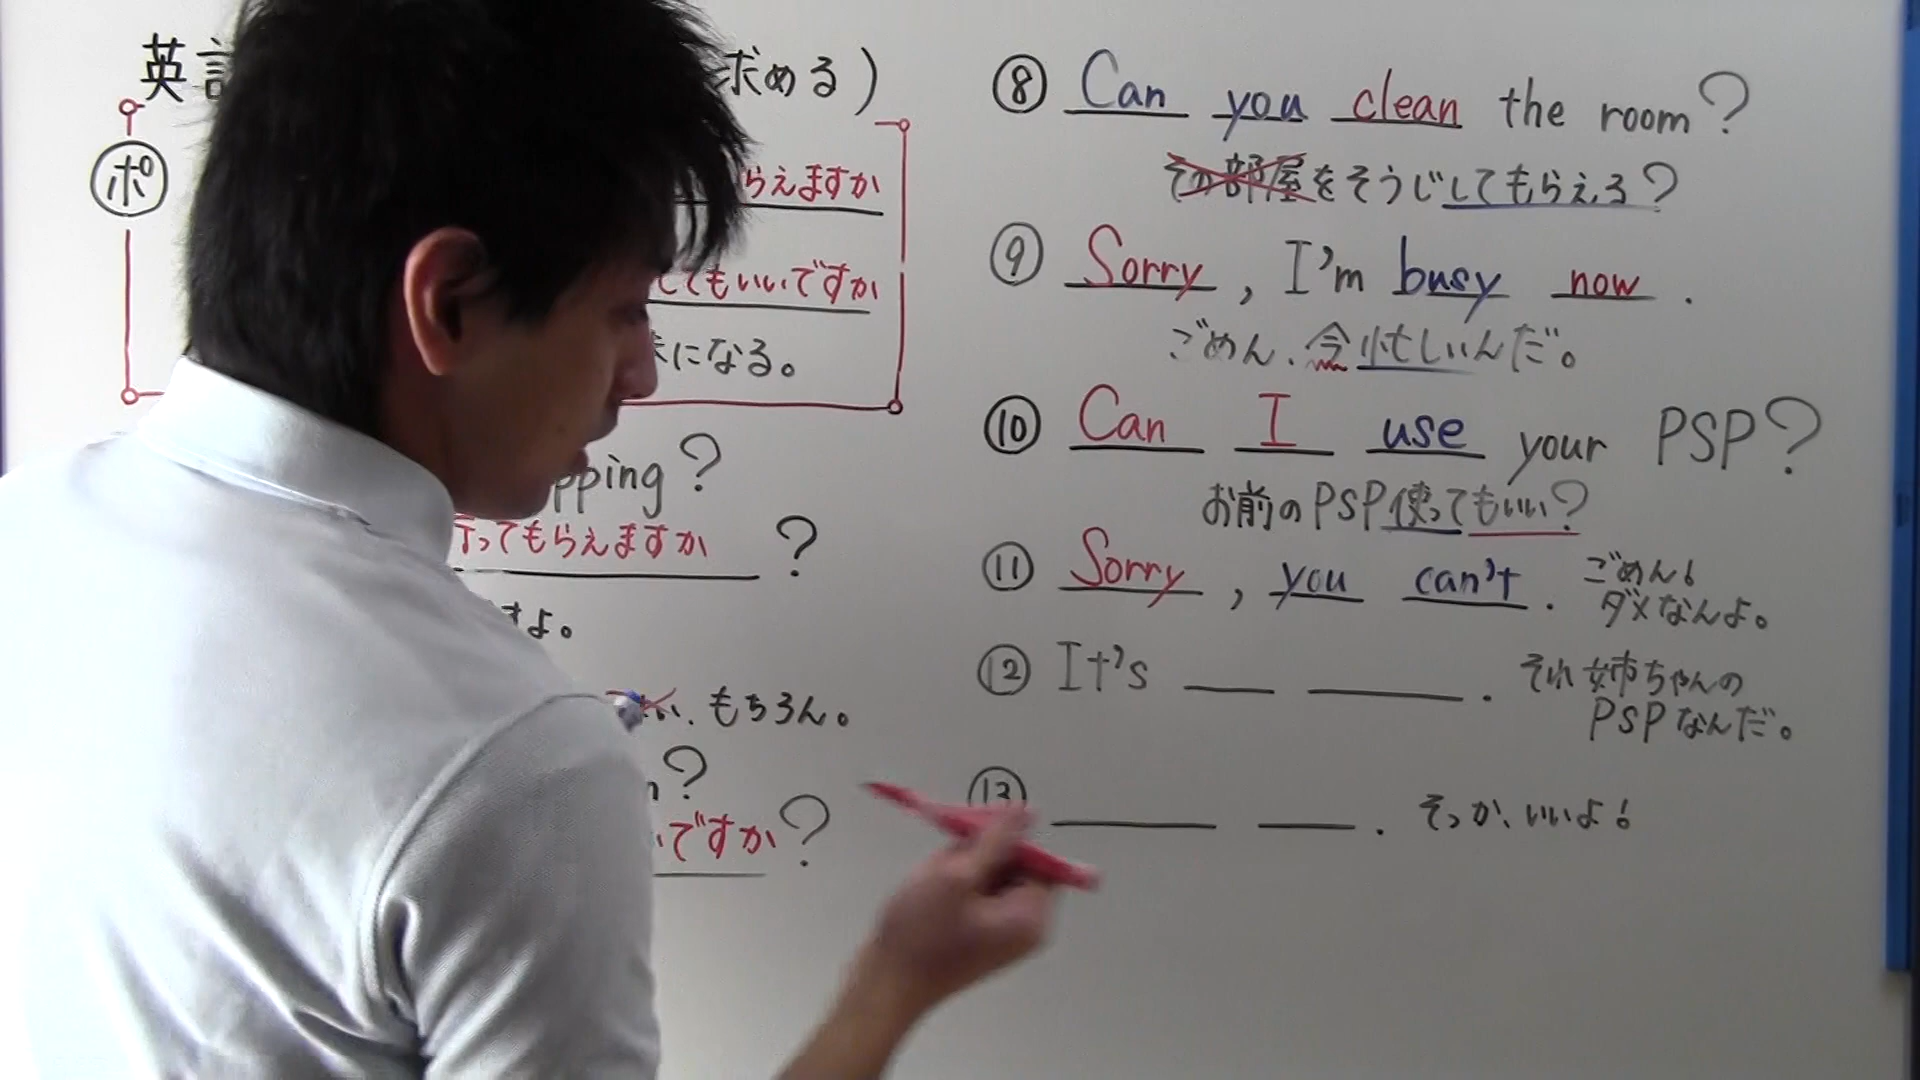 英
求める)
ポ
らえますか
てもいいですか
になる。
pping?
ってもらえますか?
すよ。
もちろん。
?
ですか?
⑧ Can you clean the room?
その部屋をそうじしてもらえる?
⑨ Sorry, I'm busy now.
ごめん、今忙しいんだ。
⑩ Can I use your PSP?
お前のPSP使ってもいい?
⑪ Sorry, you can't. ごめん!
ダメなんよ。
⑫ It's ___ ___. それ姉ちゃんの
PSPなんだ。
⑬ ___ ___. そっか、いいよ!